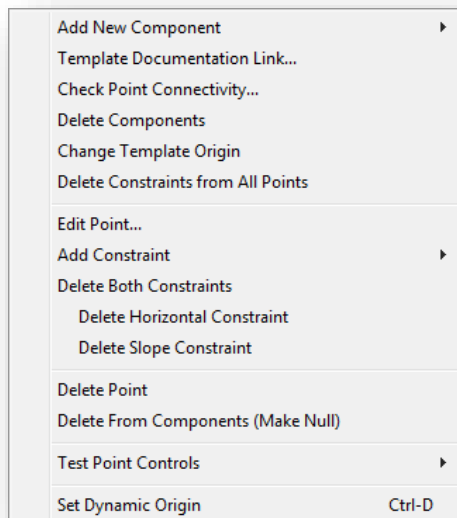 Add New Component
Template Documentation Link...
Check Point Connectivity...
Delete Components
Change Template Origin
Delete Constraints from All Points
Edit Point...
Add Constraint
Delete Both Constraints
Delete Horizontal Constraint
Delete Slope Constraint
Delete Point
Delete From Components (Make Null)
Test Point Controls
Set Dynamic Origin Ctrl-D